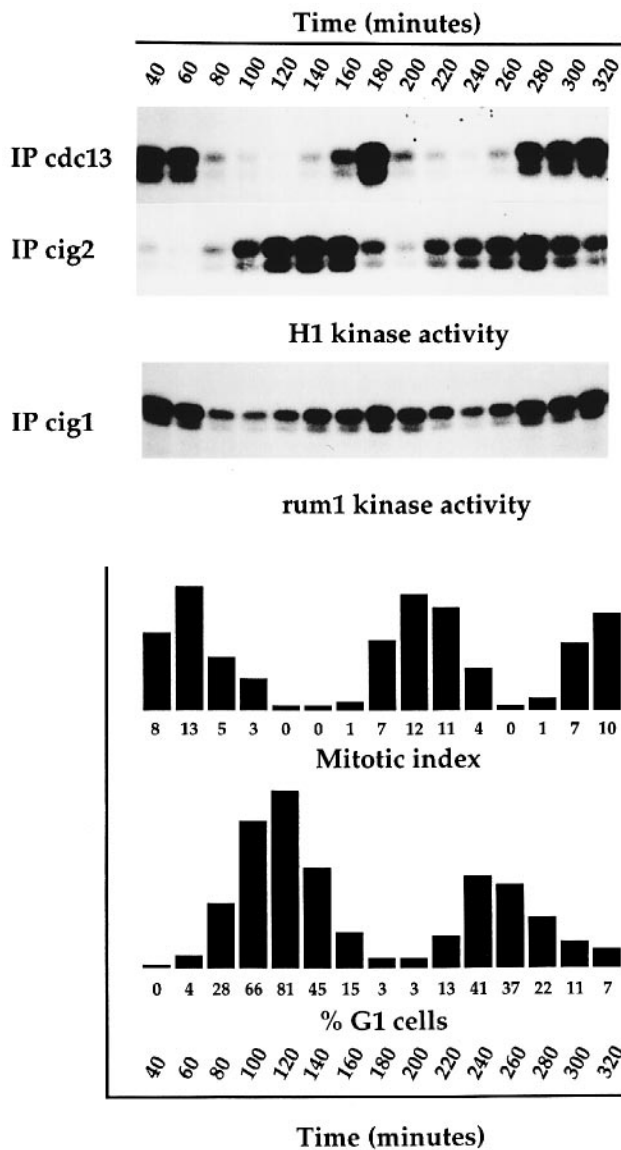 Time (minutes)
40 60 80 100 120 140 160 180 200 220 240 260 280 300 320
IP cdc13
IP cig2
H1 kinase activity
IP cig1
rum1 kinase activity
8 13 5 3 0 0 1 7 12 11 4 0 1 7 10
Mitotic index
0 4 28 66 81 45 15 3 3 13 41 37 22 11 7
% G1 cells
40 60 80 100 120 140 160 180 200 220 240 260 280 300 320
Time (minutes)